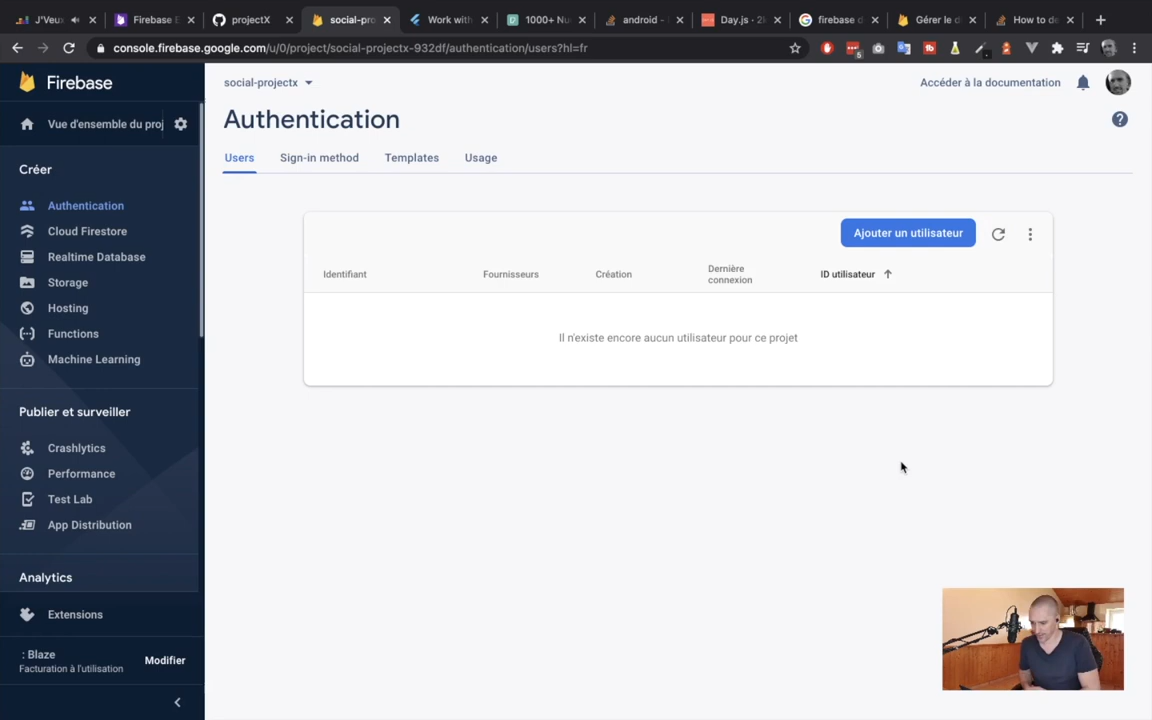 J'Veux
Firebase E
projectX
social-pro
Work with
1000+ Nu
android -
Day.js · 2k
firebase d
Gérer le d
How to de
console.firebase.google.com/u/0/project/social-projectx-932df/authentication/users?hl=fr
5
Firebase
social-projectx
Accéder à la documentation
Vue d'ensemble du proj
Authentication
Users
Sign-in method
Templates
Usage
Créer
Authentication
Cloud Firestore
Realtime Database
Storage
Hosting
Functions
Machine Learning
Publier et surveiller
Crashlytics
Performance
Test Lab
App Distribution
Analytics
Extensions
: Blaze
Facturation à l'utilisation
Modifier
Ajouter un utilisateur
Identifiant
Fournisseurs
Création
Dernière
connexion
ID utilisateur
Il n'existe encore aucun utilisateur pour ce projet